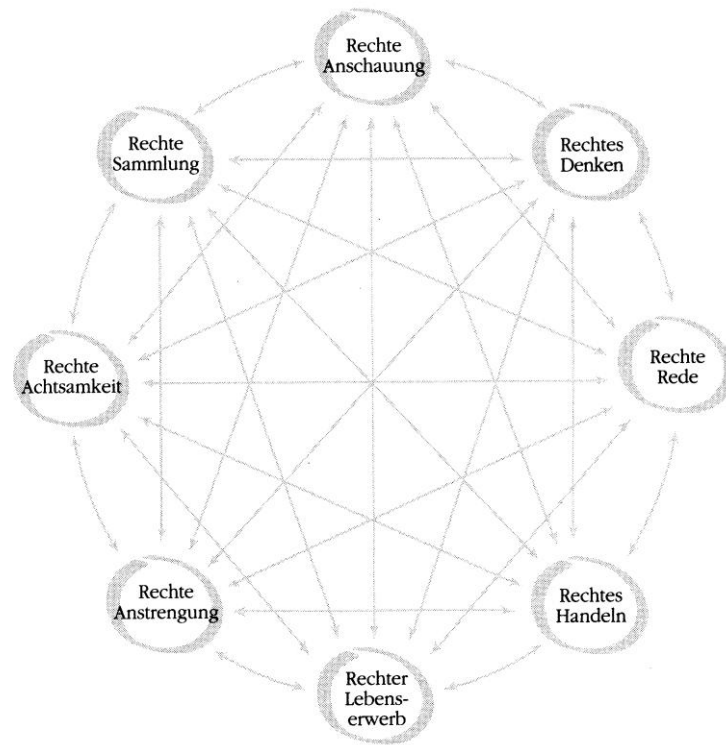 Rechte
Anschauung
Rechtes
Denken
Rechte
Rede
Rechtes
Handeln
Rechter
Lebens-
erwerb
Rechte
Anstrengung
Rechte
Achtsamkeit
Rechte
Sammlung